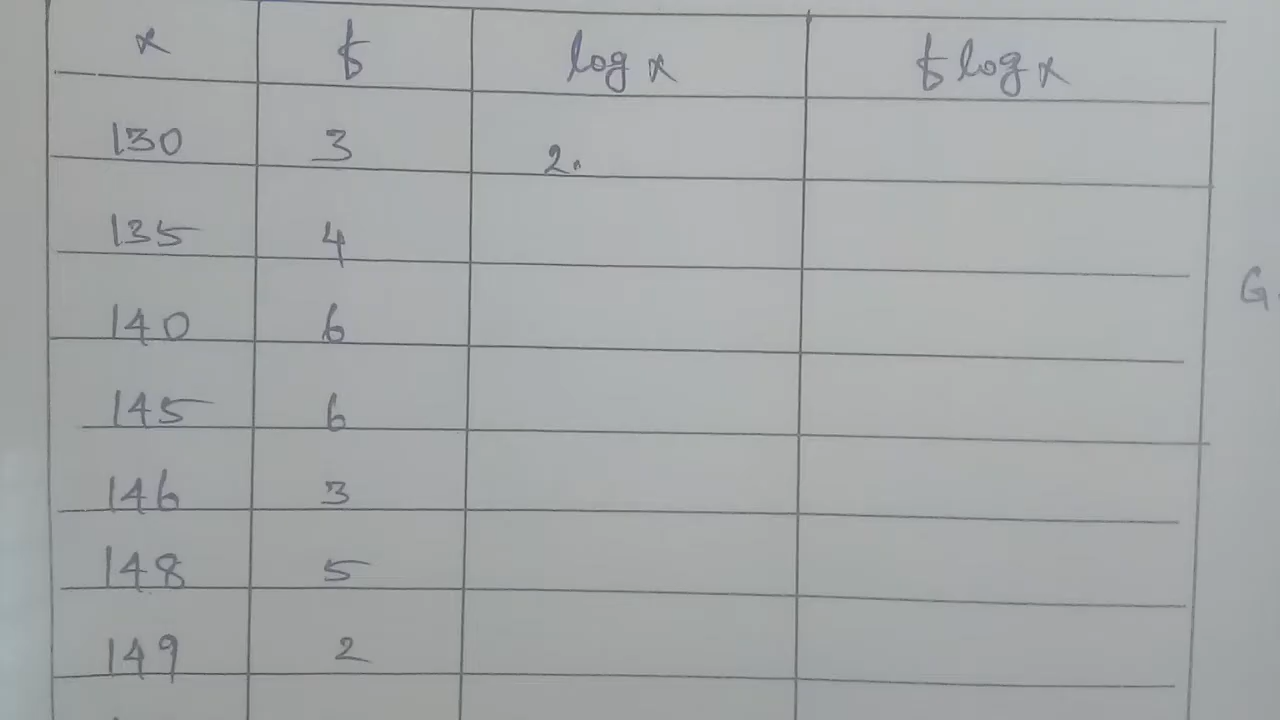 x f log x f log x
130 3 2.
135 4
140 6 G.
145 6
146 3
148 5
149 2